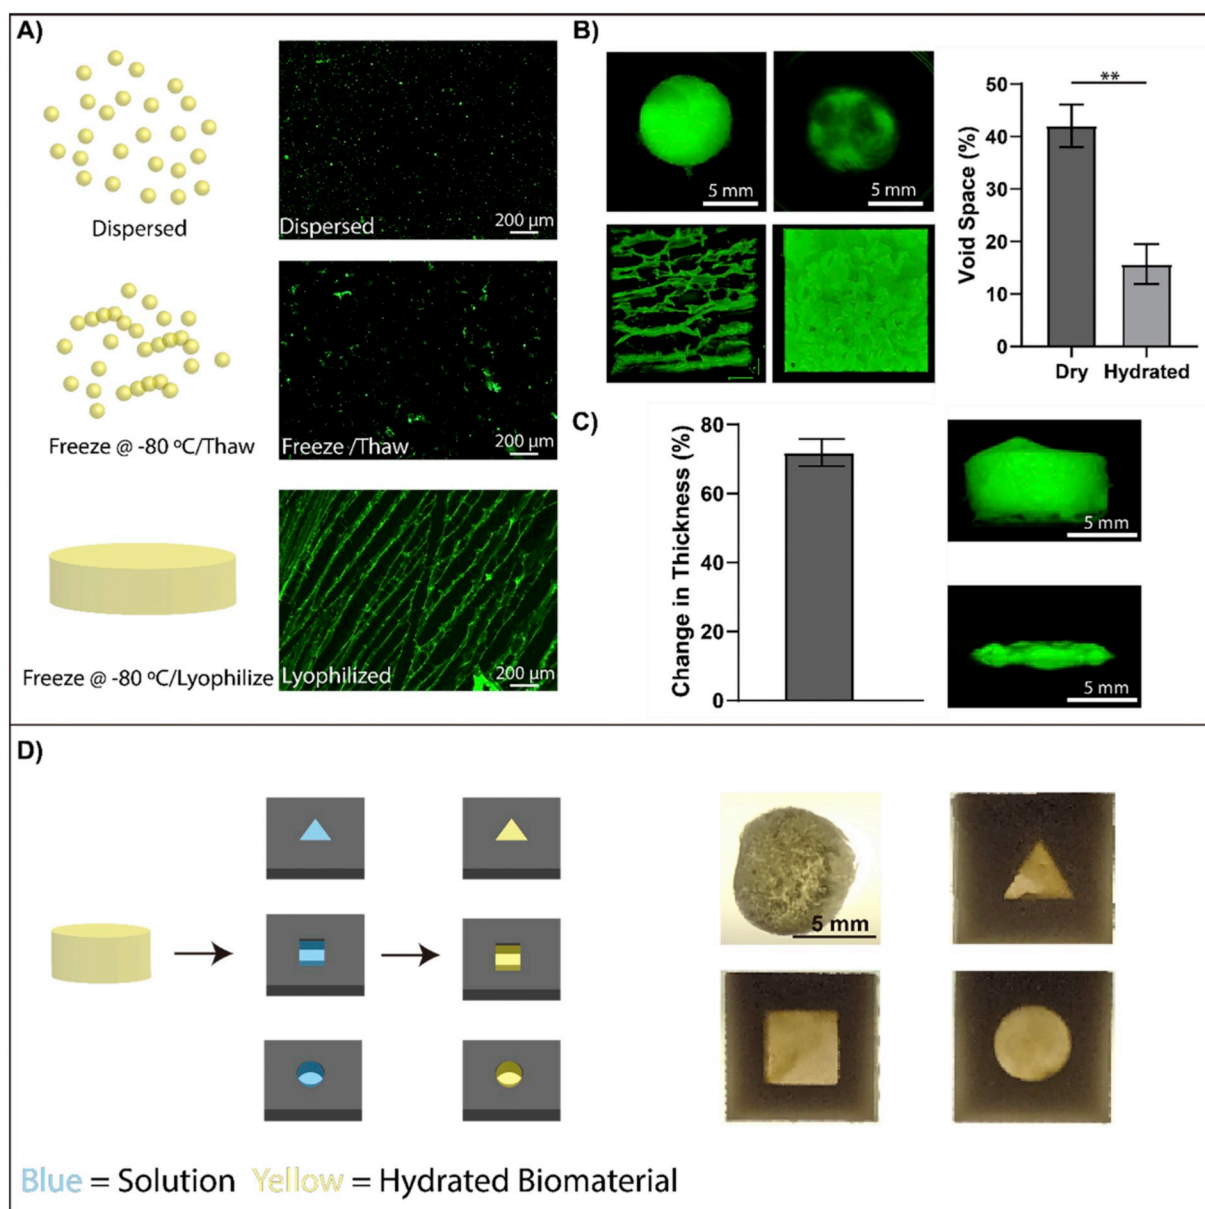 A)
Dispersed
Dispersed
200 µm
Freeze @ -80 ºC/Thaw
Freeze /Thaw
200 µm
Freeze @ -80 ºC/Lyophilize
Lyophilized
200 µm
B)
5 mm
5 mm
Void Space (%)
50
40
30
20
10
0
**
Dry
Hydrated
C)
Change in Thickness (%)
80
60
40
20
0
5 mm
5 mm
D)
5 mm
Blue = Solution Yellow = Hydrated Biomaterial